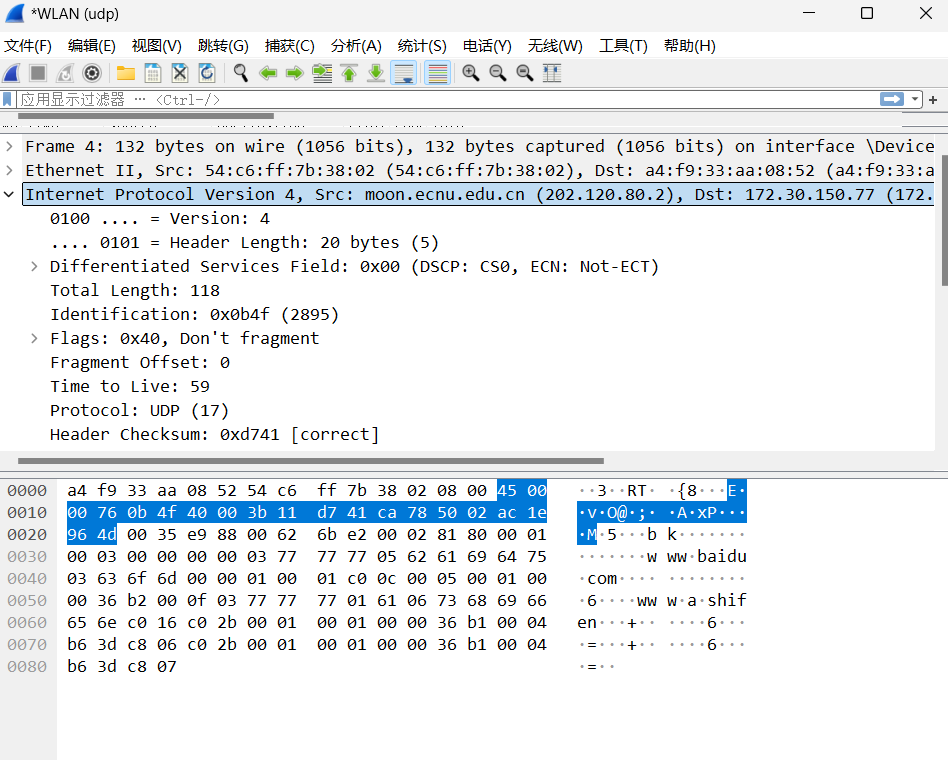 *WLAN (udp)
文件(F) 编辑(E) 视图(V) 跳转(G) 捕获(C) 分析(A) 统计(S) 电话(Y) 无线(W) 工具(T) 帮助(H)
应用显示过滤器 … <Ctrl-/>
Frame 4: 132 bytes on wire (1056 bits), 132 bytes captured (1056 bits) on interface \Device
Ethernet II, Src: 54:c6:ff:7b:38:02 (54:c6:ff:7b:38:02), Dst: a4:f9:33:aa:08:52 (a4:f9:33:a
Internet Protocol Version 4, Src: moon.ecnu.edu.cn (202.120.80.2), Dst: 172.30.150.77 (172.
0100 .... = Version: 4
.... 0101 = Header Length: 20 bytes (5)
Differentiated Services Field: 0x00 (DSCP: CS0, ECN: Not-ECT)
Total Length: 118
Identification: 0x0b4f (2895)
Flags: 0x40, Don't fragment
Fragment Offset: 0
Time to Live: 59
Protocol: UDP (17)
Header Checksum: 0xd741 [correct]
0000 a4 f9 33 aa 08 52 54 c6 ff 7b 38 02 08 00 45 00 ··3··RT· ·{8···E·
0010 00 76 0b 4f 40 00 3b 11 d7 41 ca 78 50 02 ac 1e ·v·O@·;· ·A·xP···
0020 96 4d 00 35 e9 88 00 62 6b e2 00 02 81 80 00 01 ·M·5···b k·······
0030 00 03 00 00 00 00 03 77 77 77 05 62 61 69 64 75 ·······w ww·baidu
0040 03 63 6f 6d 00 00 01 00 01 c0 0c 00 05 00 01 00 ·com···· ········
0050 00 36 b2 00 0f 03 77 77 77 01 61 06 73 68 69 66 ·6····ww w·a·shif
0060 65 6e c0 16 c0 2b 00 01 00 01 00 00 36 b1 00 04 en···+·· ····6···
0070 b6 3d c8 06 c0 2b 00 01 00 01 00 00 36 b1 00 04 ·=···+·· ····6···
0080 b6 3d c8 07 ·=··